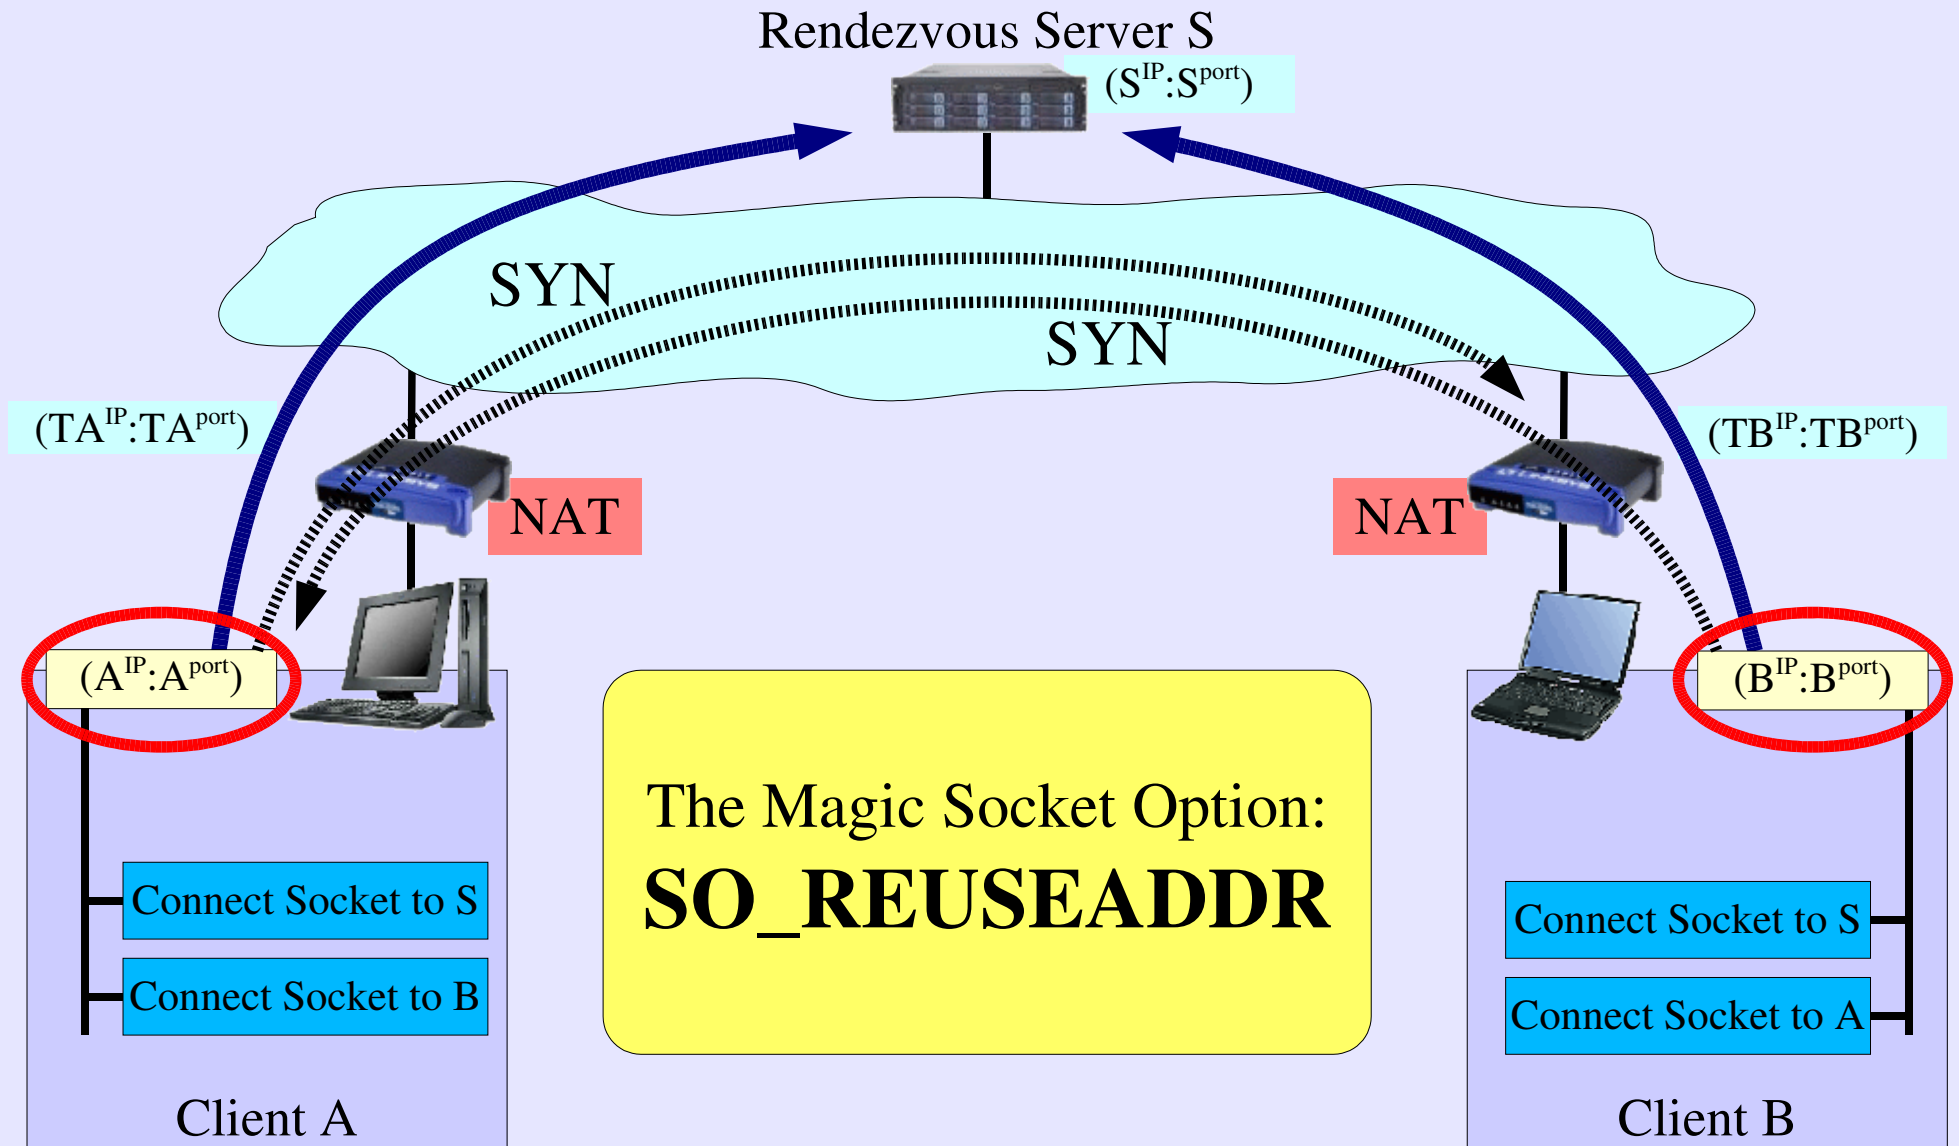 Rendezvous Server S
(S^IP:S^port)
SYN
SYN
(TA^IP:TA^port)
(TB^IP:TB^port)
NAT
NAT
(A^IP:A^port)
(B^IP:B^port)
The Magic Socket Option:
SO_REUSEADDR
Connect Socket to S
Connect Socket to B
Connect Socket to S
Connect Socket to A
Client A
Client B